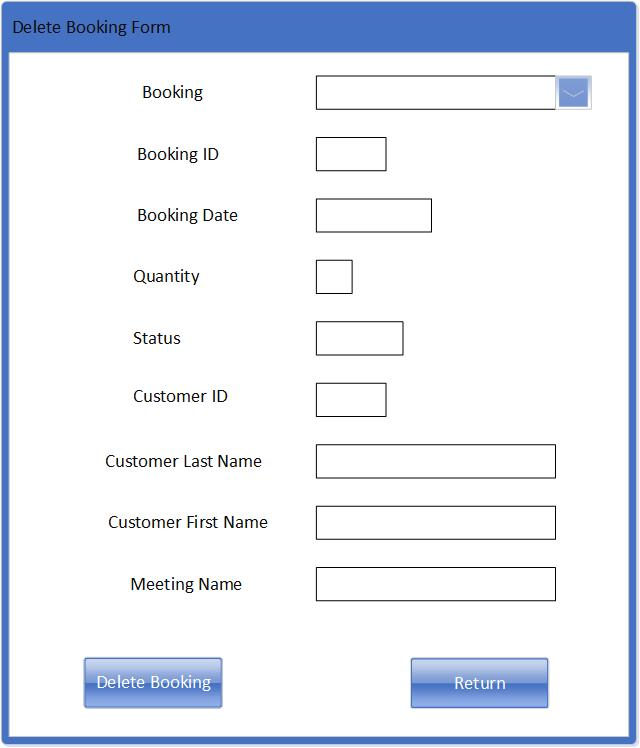 Delete Booking Form
Booking
Booking ID
Booking Date
Quantity
Status
Customer ID
Customer Last Name
Customer First Name
Meeting Name
Delete Booking
Return